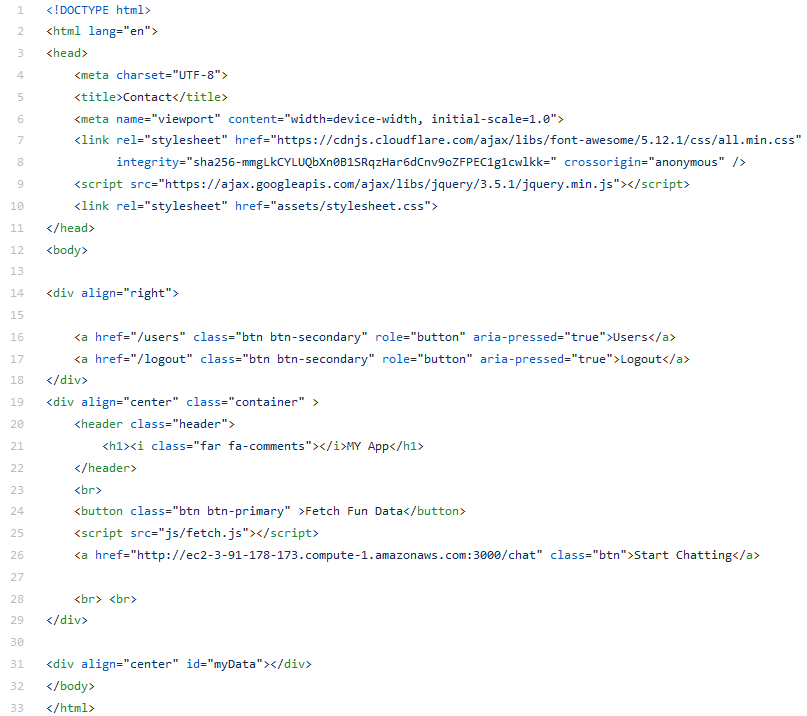 1 <!DOCTYPE html>
2 <html lang="en">
3 <head>
4     <meta charset="UTF-8">
5     <title>Contact</title>
6     <meta name="viewport" content="width=device-width, initial-scale=1.0">
7     <link rel="stylesheet" href="https://cdnjs.cloudflare.com/ajax/libs/font-awesome/5.12.1/css/all.min.css"
8           integrity="sha256-mmgLkCYLUQbXn0B1SRqzHar6dCnv9oZFPEC1g1cwlkk=" crossorigin="anonymous" />
9     <script src="https://ajax.googleapis.com/ajax/libs/jquery/3.5.1/jquery.min.js"></script>
10     <link rel="stylesheet" href="assets/stylesheet.css">
11 </head>
12 <body>
13
14 <div align="right">
15
16     <a href="/users" class="btn btn-secondary" role="button" aria-pressed="true">Users</a>
17     <a href="/logout" class="btn btn-secondary" role="button" aria-pressed="true">Logout</a>
18 </div>
19 <div align="center" class="container" >
20     <header class="header">
21         <h1><i class="far fa-comments"></i>MY App</h1>
22     </header>
23     <br>
24     <button class="btn btn-primary" >Fetch Fun Data</button>
25     <script src="js/fetch.js"></script>
26     <a href="http://ec2-3-91-178-173.compute-1.amazonaws.com:3000/chat" class="btn">Start Chatting</a>
27
28     <br> <br>
29 </div>
30
31 <div align="center" id="myData"></div>
32 </body>
33 </html>